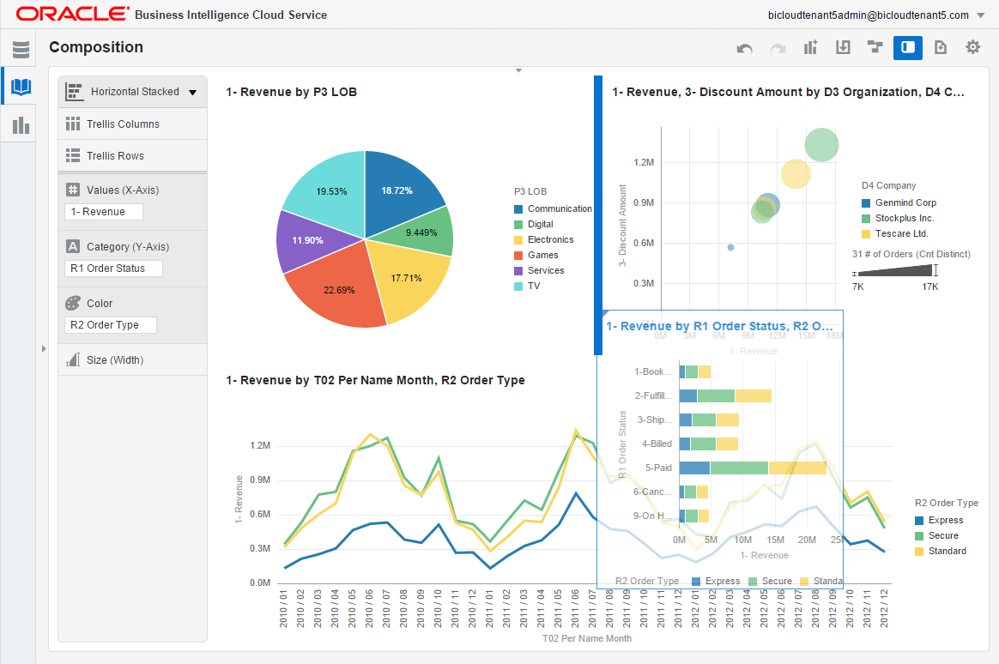 ORACLE Business Intelligence Cloud Service
bicloudtenant5admin@bicloudtenant5.com
Composition
Horizontal Stacked
Trellis Columns
Trellis Rows
Values (X-Axis)
1- Revenue
Category (Y-Axis)
R1 Order Status
Color
R2 Order Type
Size (Width)
1- Revenue by P3 LOB
18.72%
9.449%
17.71%
22.69%
11.90%
19.53%
P3 LOB
Communication
Digital
Electronics
Games
Services
TV
1- Revenue, 3- Discount Amount by D3 Organization, D4 C...
3- Discount Amount
1.2M
0.9M
0.6M
0.3M
0M
0M 3M 6M 9M 12M 15M 18M
1- Revenue
D4 Company
Genmind Corp
Stockplus Inc.
Tescare Ltd.
31 # of Orders (Cnt Distinct)
7K 17K
1- Revenue by R1 Order Status, R2 O...
R1 Order Status
1-Book...
2-Fulfill...
3-Ship...
4-Billed
5-Paid
6-Canc...
9-On H...
0M 5M 10M 15M 20M 25
1- Revenue
R2 Order Type Express Secure Standa
1- Revenue by T02 Per Name Month, R2 Order Type
1- Revenue
1.2M
0.9M
0.6M
0.3M
0.0M
2010 / 01
2010 / 02
2010 / 03
2010 / 04
2010 / 05
2010 / 06
2010 / 07
2010 / 08
2010 / 09
2010 / 10
2010 / 11
2010 / 12
2011 / 01
2011 / 02
2011 / 03
2011 / 04
2011 / 05
2011 / 06
2011 / 07
2011 / 08
2011 / 09
2011 / 10
2011 / 11
2011 / 12
2012 / 01
2012 / 02
2012 / 03
2012 / 04
2012 / 05
2012 / 06
2012 / 07
2012 / 08
2012 / 09
2012 / 10
2012 / 11
2012 / 12
T02 Per Name Month
R2 Order Type
Express
Secure
Standard